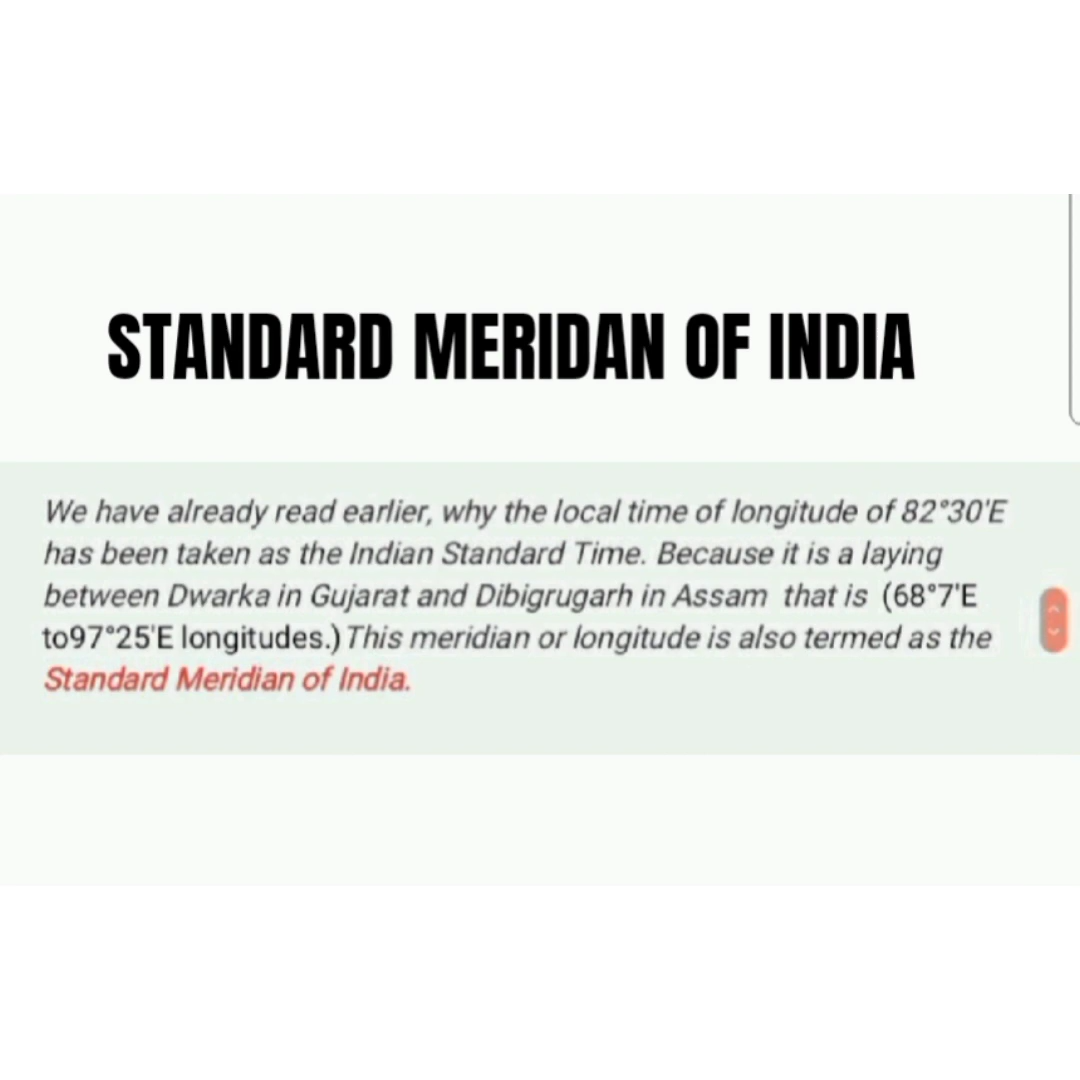 STANDARD MERIDAN OF INDIA
We have already read earlier, why the local time of longitude of 82°30'E
has been taken as the Indian Standard Time. Because it is a laying
between Dwarka in Gujarat and Dibigrugarh in Assam that is (68°7'E
to97°25'E longitudes.) This meridian or longitude is also termed as the
Standard Meridian of India.